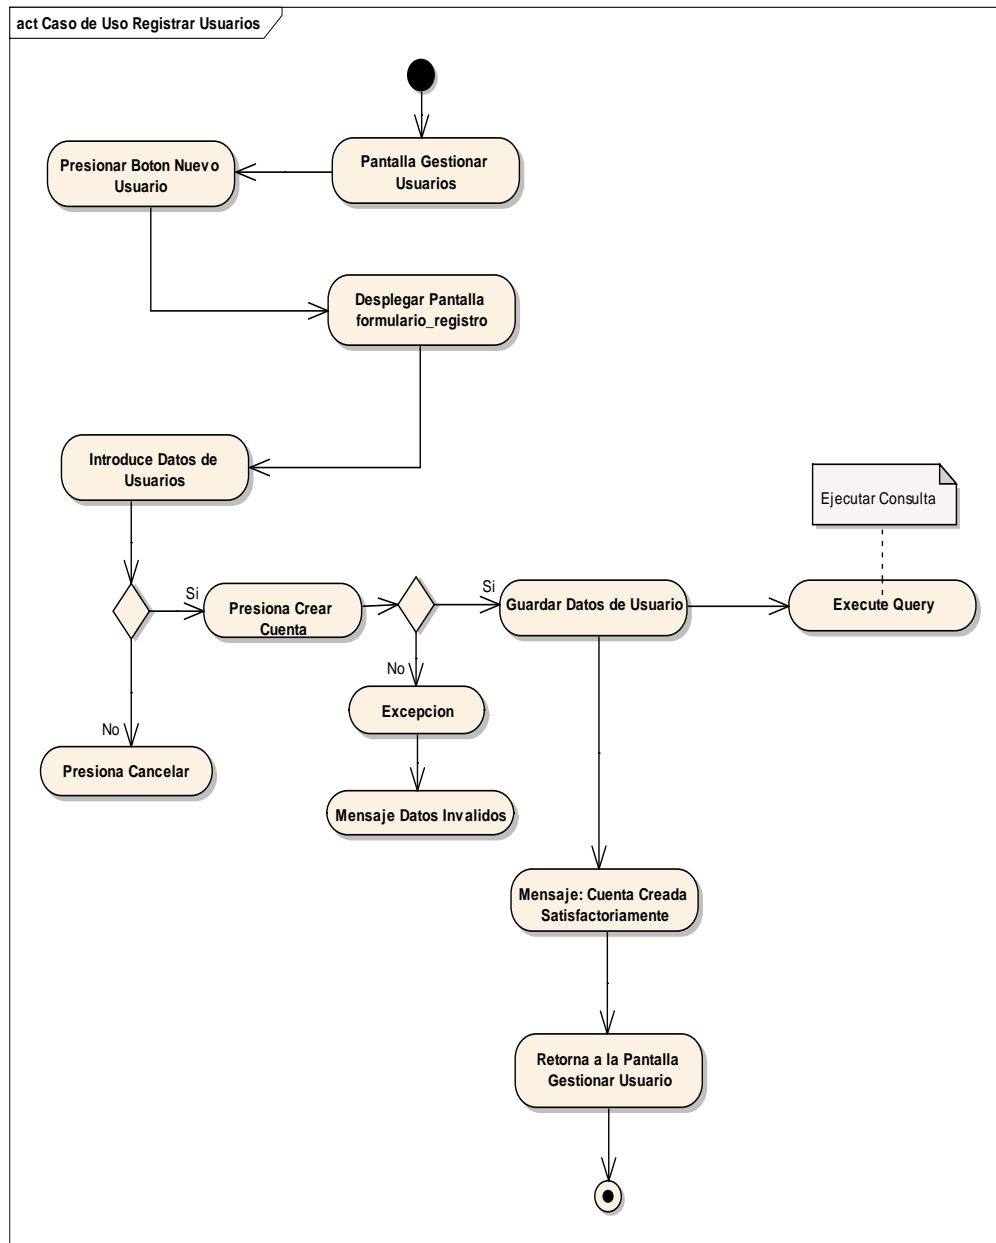 act Caso de Uso Registrar Usuarios
Pantalla Gestionar
Usuarios
Presionar Boton Nuevo
Usuario
Desplegar Pantalla
formulario_registro
Introduce Datos de
Usuarios
Ejecutar Consulta
Si
Presiona Crear
Cuenta
Si
Guardar Datos de Usuario
Execute Query
No
Excepcion
No
Presiona Cancelar
Mensaje Datos Invalidos
Mensaje: Cuenta Creada
Satisfactoriamente
Retorna a la Pantalla
Gestionar Usuario